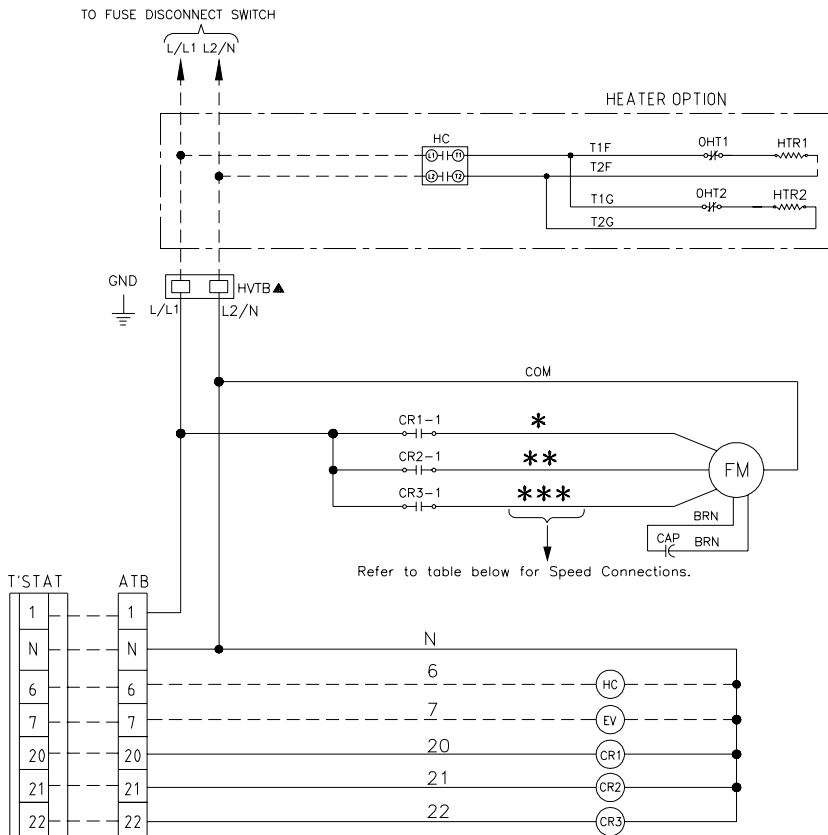 TO FUSE DISCONNECT SWITCH
L/L1 L2/N
HEATER OPTION
HC
L1 T1
L2 T2
T1F OHT1 HTR1
T2F
T1G OHT2 HTR2
T2G
GND
HVTB▲
L/L1 L2/N
COM
CR1-1 *
CR2-1 **
CR3-1 ***
FM
BRN
CAP BRN
Refer to table below for Speed Connections.
T'STAT ATB
1 1
N N N
6 6 6 HC
7 7 7 EV
20 20 20 CR1
21 21 21 CR2
22 22 22 CR3